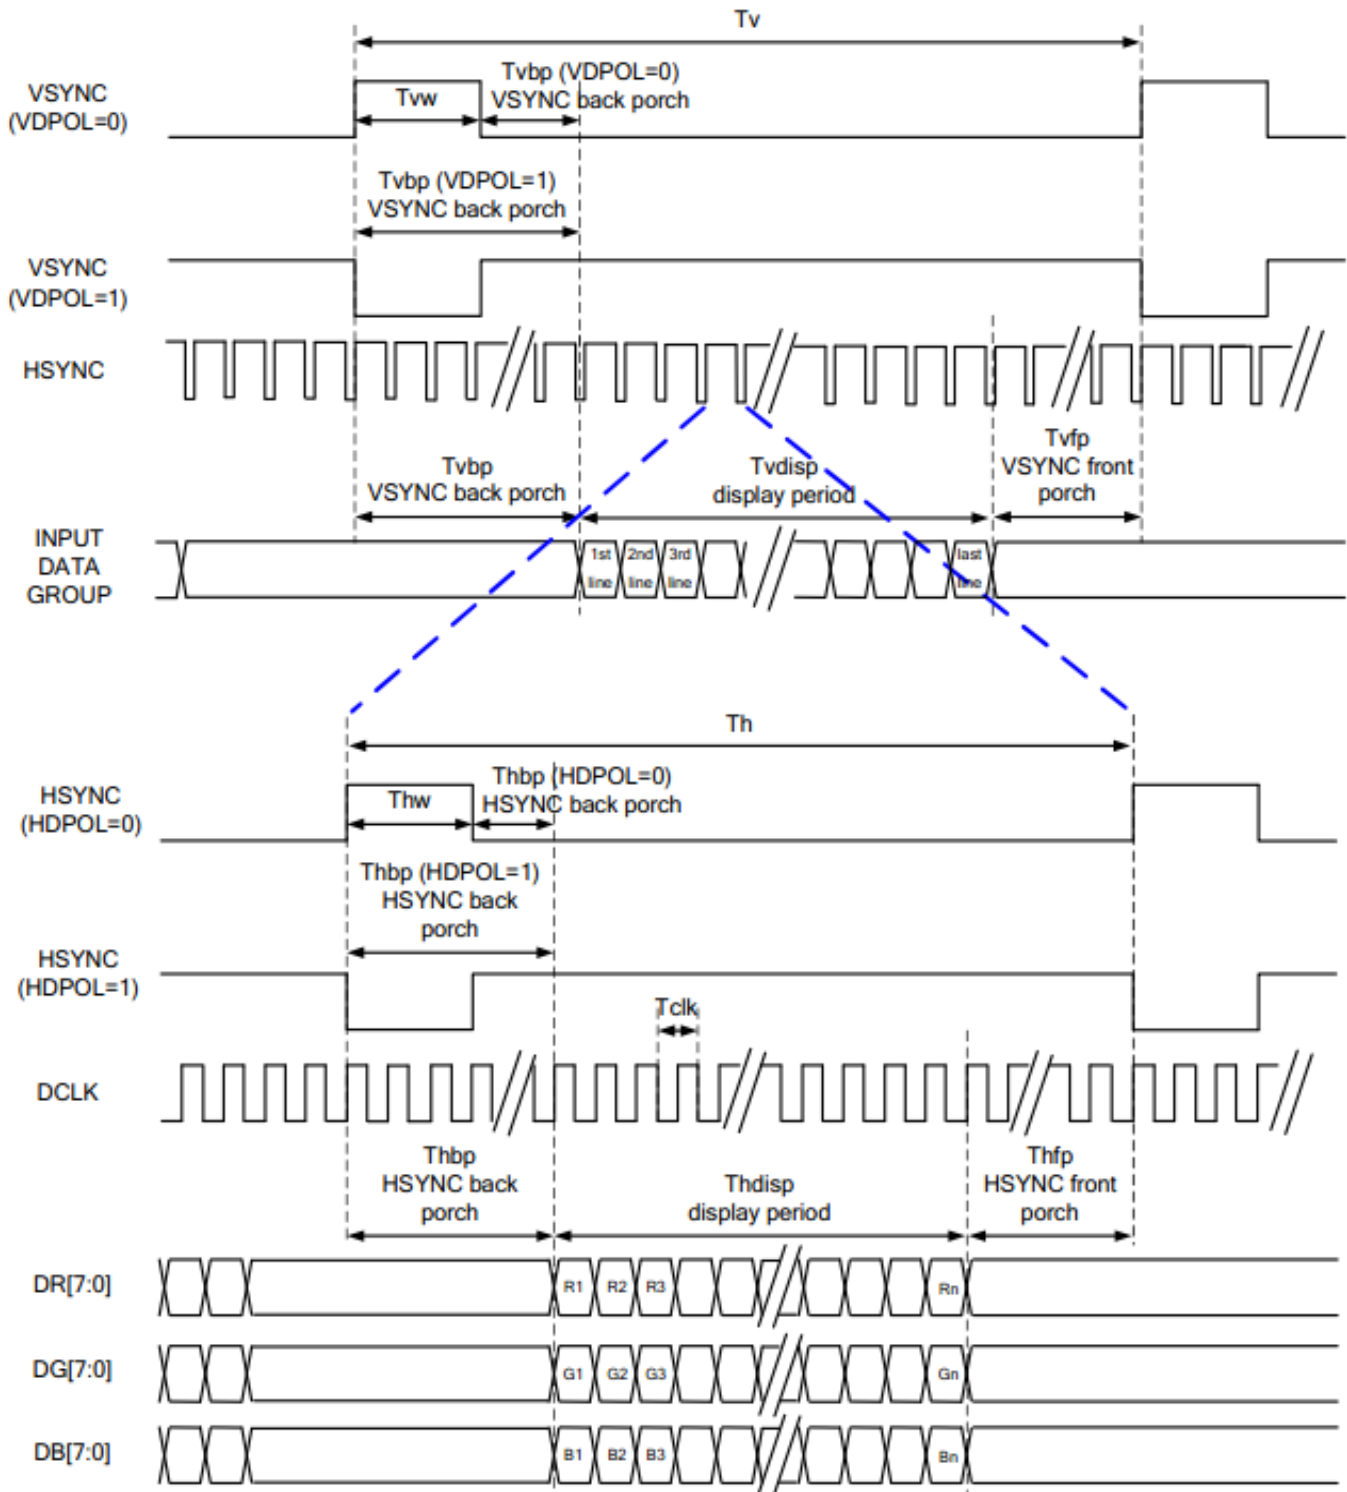 Tv
VSYNC
(VDPOL=0)
Tvw
Tvbp (VDPOL=0)
VSYNC back porch
Tvbp (VDPOL=1)
VSYNC back porch
VSYNC
(VDPOL=1)
HSYNC
Tvbp
VSYNC back porch
Tvdisp
display period
Tvfp
VSYNC front
porch
INPUT
DATA
GROUP
1st
line
2nd
line
3rd
line
last
line
Th
HSYNC
(HDPOL=0)
Thw
Thbp (HDPOL=0)
HSYNC back porch
Thbp (HDPOL=1)
HSYNC back
porch
HSYNC
(HDPOL=1)
Tclk
DCLK
Thbp
HSYNC back
porch
Thdisp
display period
Thfp
HSYNC front
porch
DR[7:0]
R1 R2 R3 Rn
DG[7:0]
G1 G2 G3 Gn
DB[7:0]
B1 B2 B3 Bn